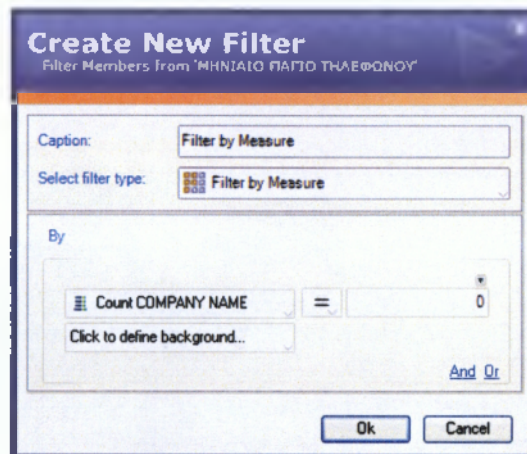 Create New Filter
Filter Members from 'ΜΗΝΙΑΙΟ ΠΑΓΙΟ ΤΗΛΕΦΩΝΟΥ'
Caption:
Filter by Measure
Select filter type:
Filter by Measure
By
Count COMPANY NAME
=
0
Click to define background...
And Or
Ok
Cancel